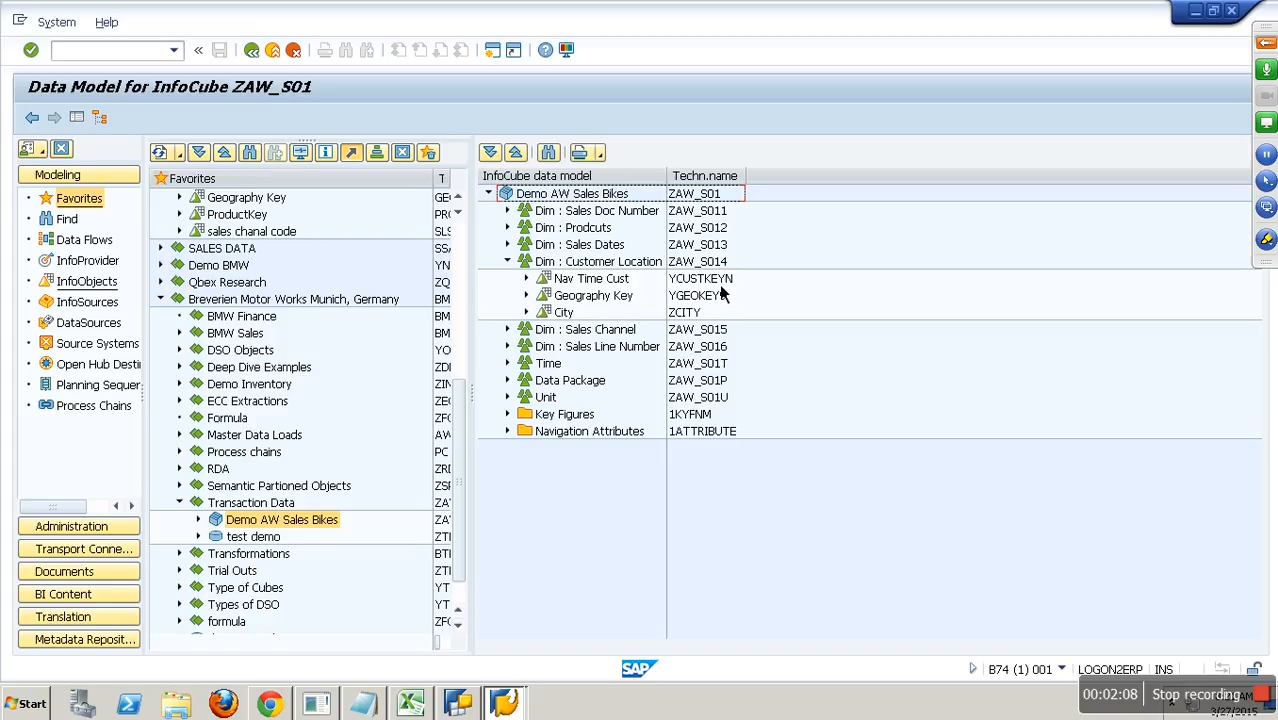 System Help
Data Model for InfoCube ZAW_S01
Modeling
Favorites
Find
Data Flows
InfoProvider
InfoObjects
InfoSources
DataSources
Source Systems
Open Hub Desti
Planning Sequer
Process Chains
Administration
Transport Conne...
Documents
BI Content
Translation
Metadata Reposit...
Favorites T
Geography Key GE
ProductKey PR
sales chanal code SL
SALES DATA SS
Demo BMW YN
Qbex Research ZQ
Breverien Motor Works Munich, Germany BM
BMW Finance BM
BMW Sales BM
DSO Objects YO
Deep Dive Examples ZD
Demo Inventory ZI
ECC Extractions ZE
Formula ZF
Master Data Loads AW
Process chains PC
RDA ZR
Semantic Partioned Objects ZS
Transaction Data ZA
Demo AW Sales Bikes ZA
test demo ZT
Transformations BT
Trial Outs ZT
Type of Cubes YT
Types of DSO YT
formula ZF
InfoCube data model Techn.name
Demo AW Sales Bikes ZAW_S01
Dim : Sales Doc Number ZAW_S011
Dim : Prodcuts ZAW_S012
Dim : Sales Dates ZAW_S013
Dim : Customer Location ZAW_S014
Nav Time Cust YCUSTKEYN
Geography Key YGEOKEY
City ZCITY
Dim : Sales Channel ZAW_S015
Dim : Sales Line Number ZAW_S016
Time ZAW_S01T
Data Package ZAW_S01P
Unit ZAW_S01U
Key Figures 1KYFNM
Navigation Attributes 1ATTRIBUTE
SAP
B74 (1) 001 LOGON2ERP INS
Start
00:02:08 Stop recording
3/27/2015